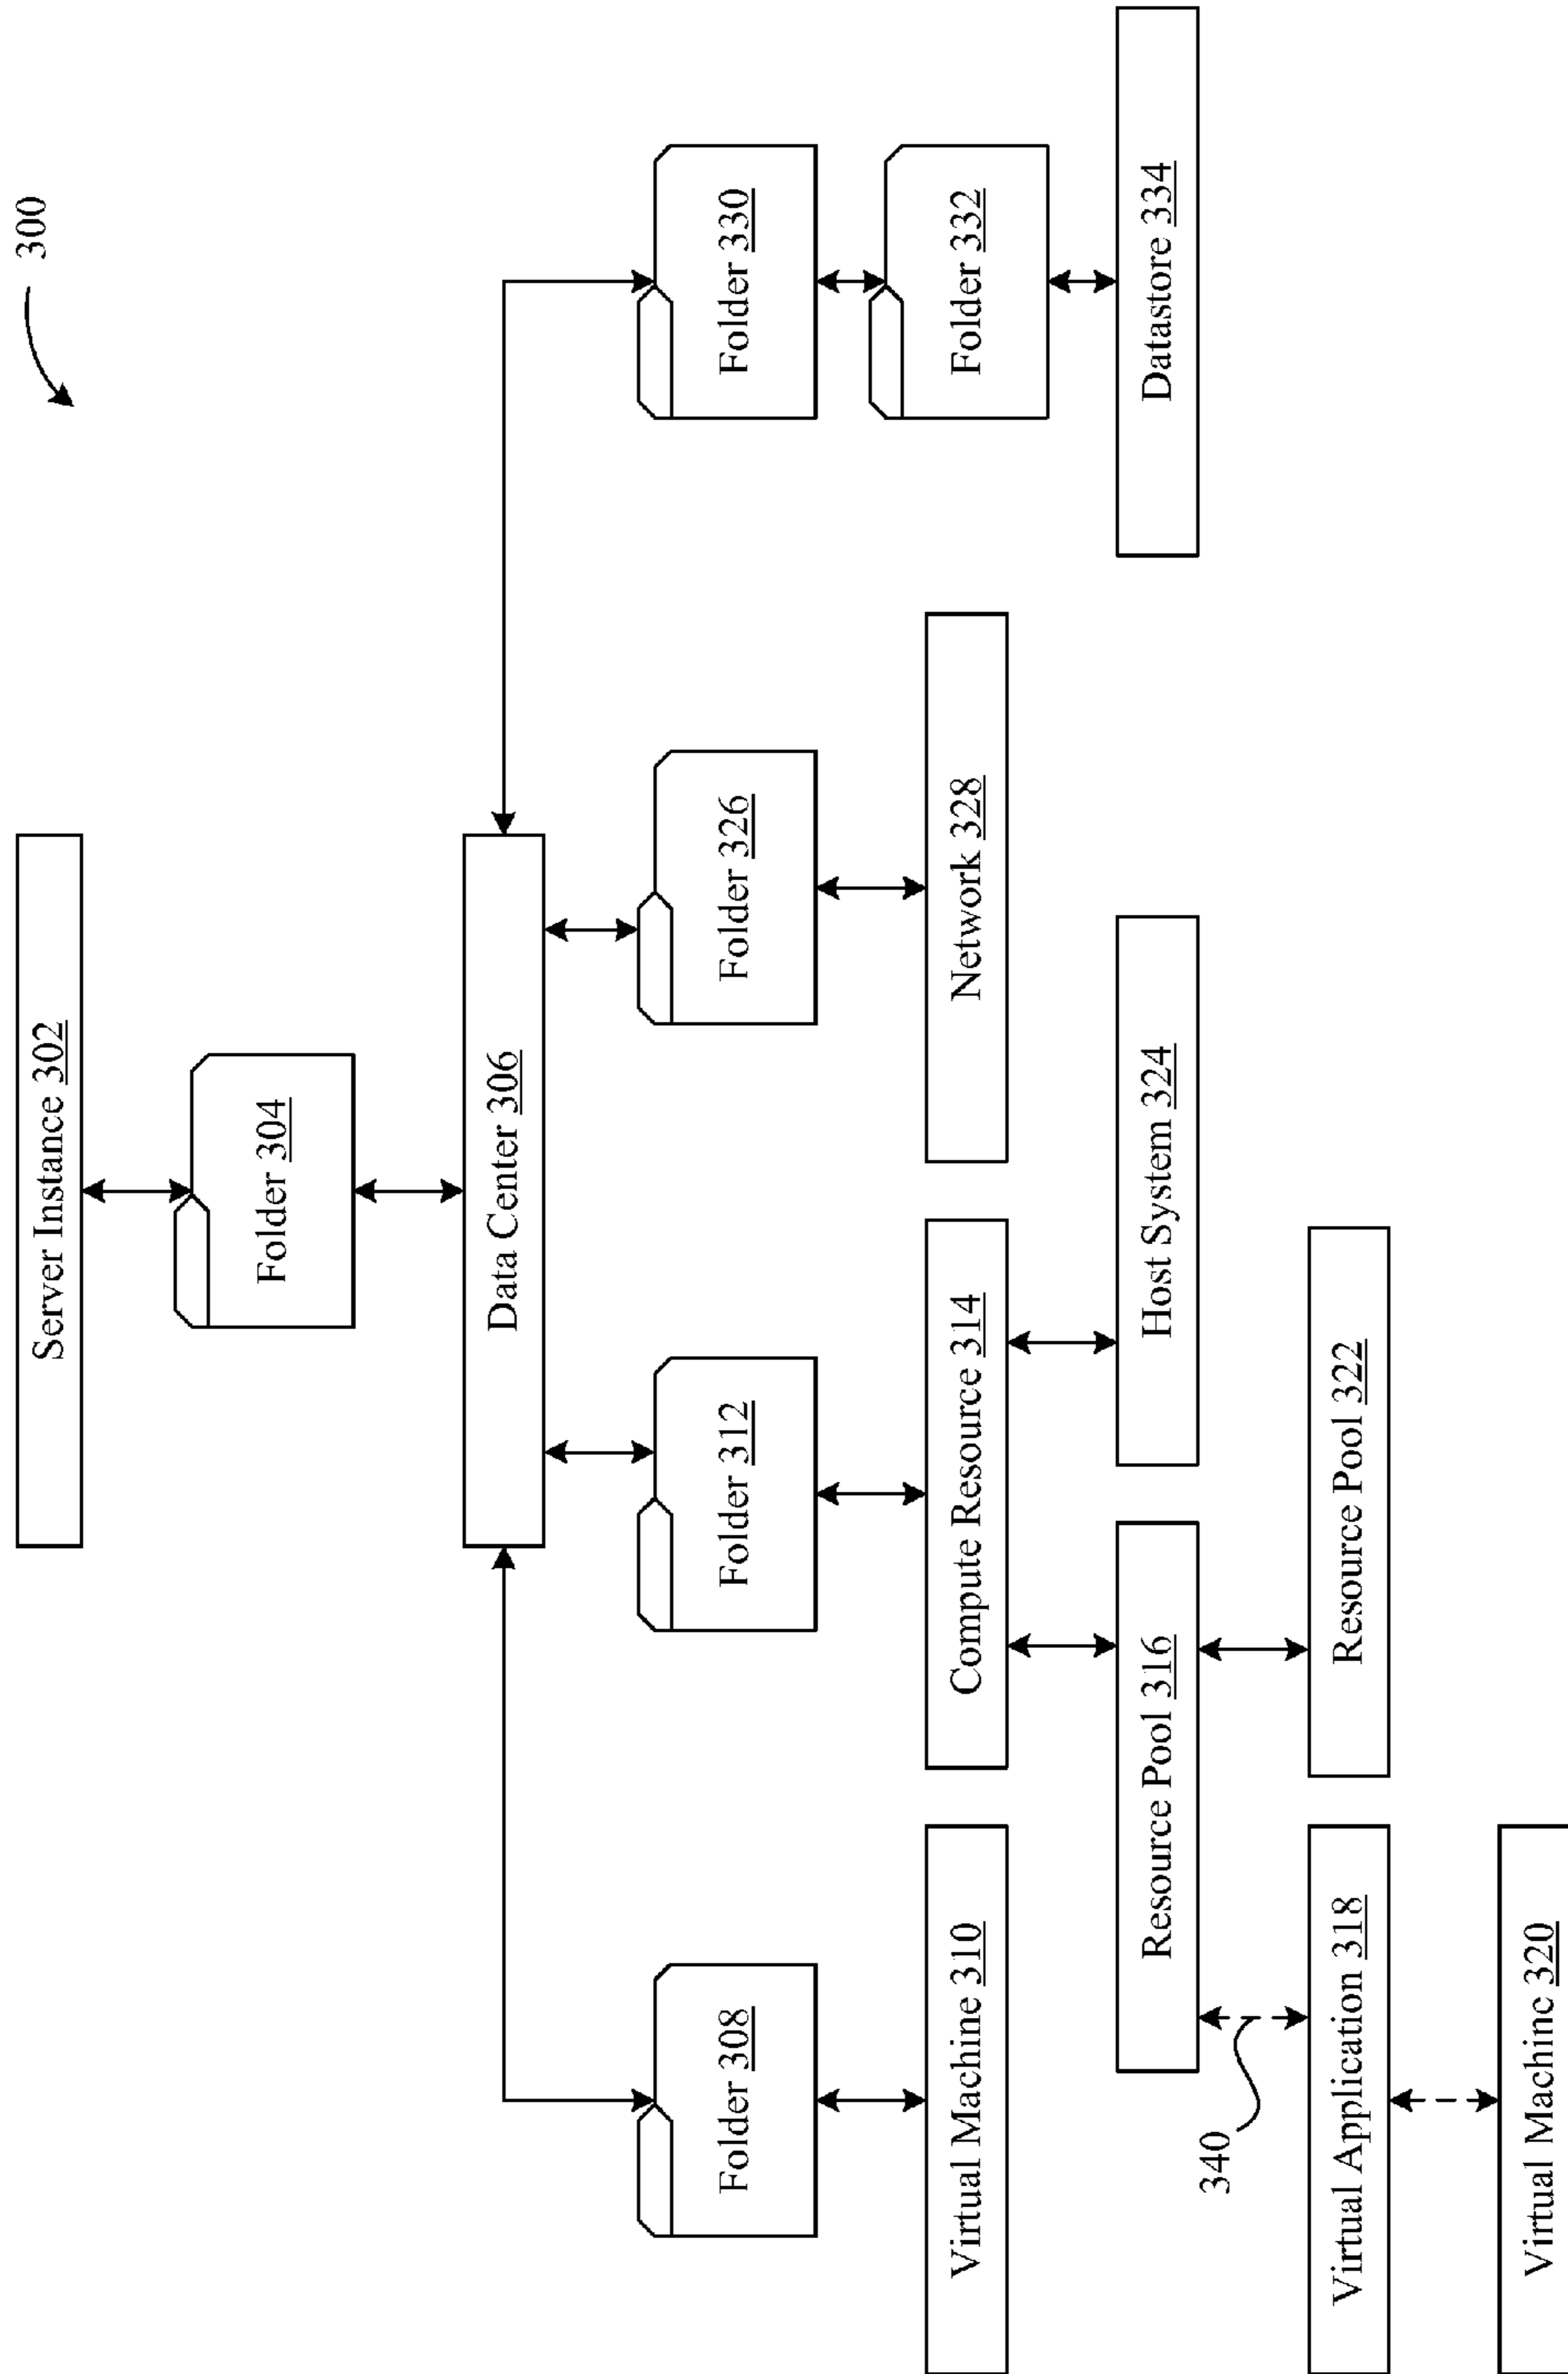 300
Server Instance 302
Folder 304
Data Center 306
Folder 308
Folder 312
Folder 326
Folder 330
Virtual Machine 310
Compute Resource 314
Network 328
Folder 332
Resource Pool 316
Host System 324
Datastore 334
340
Virtual Application 318
Resource Pool 322
Virtual Machine 320